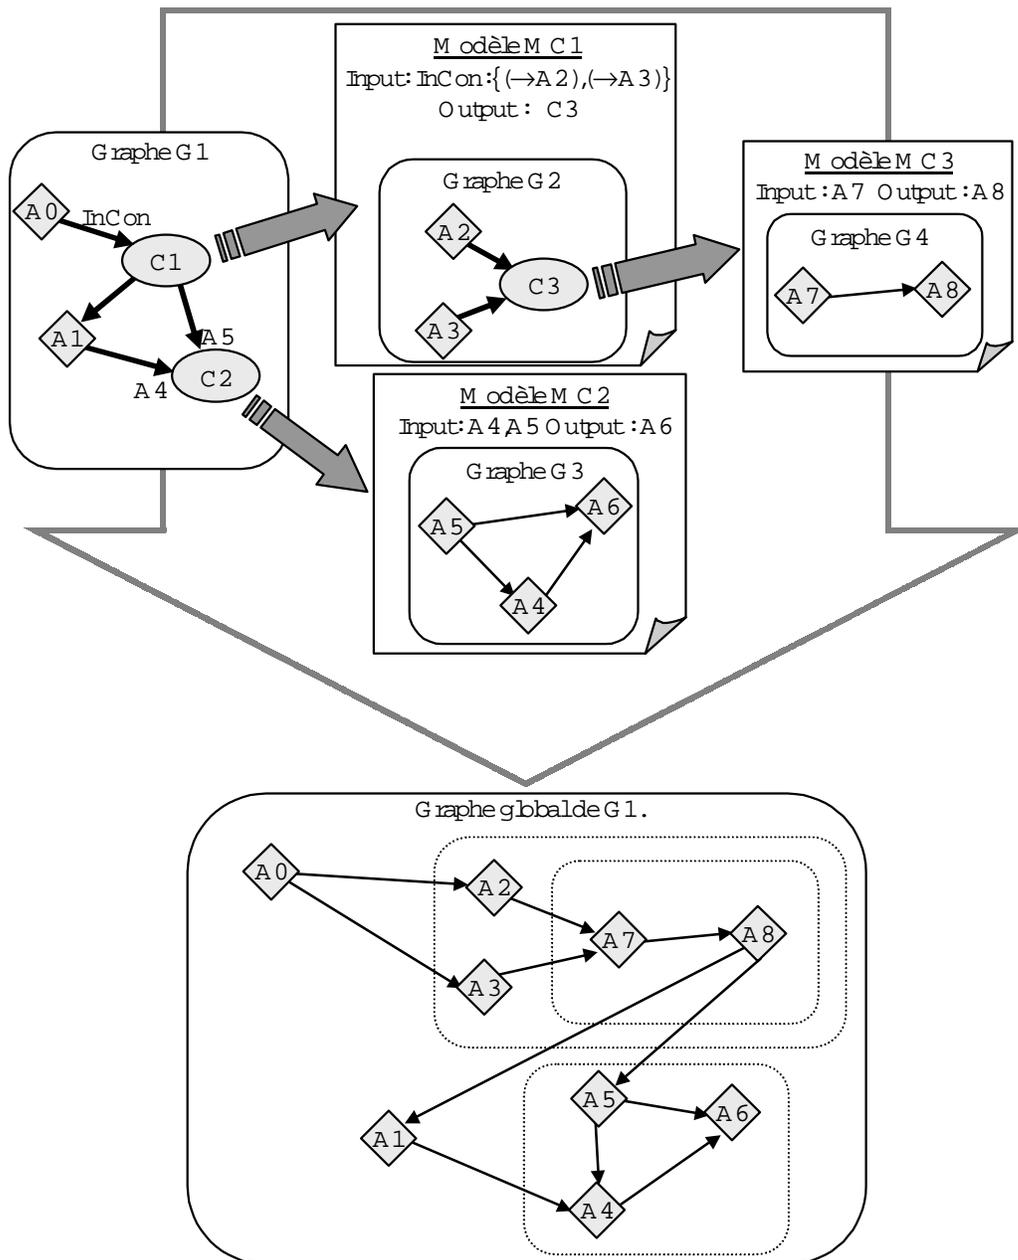 Modèle MC1
Input: InCon:{(→A2),(→A3)}
Output: C3
Graphe G1
A0
InCon
C1
A1
A5
A4
C2
Graphe G2
A2
C3
A3
Modèle MC3
Input:A7 Output:A8
Graphe G4
A7
A8
Modèle MC2
Input:A4,A5 Output:A6
Graphe G3
A5
A6
A4
Graphe global de G1.
A0
A2
A7
A8
A3
A5
A6
A1
A4